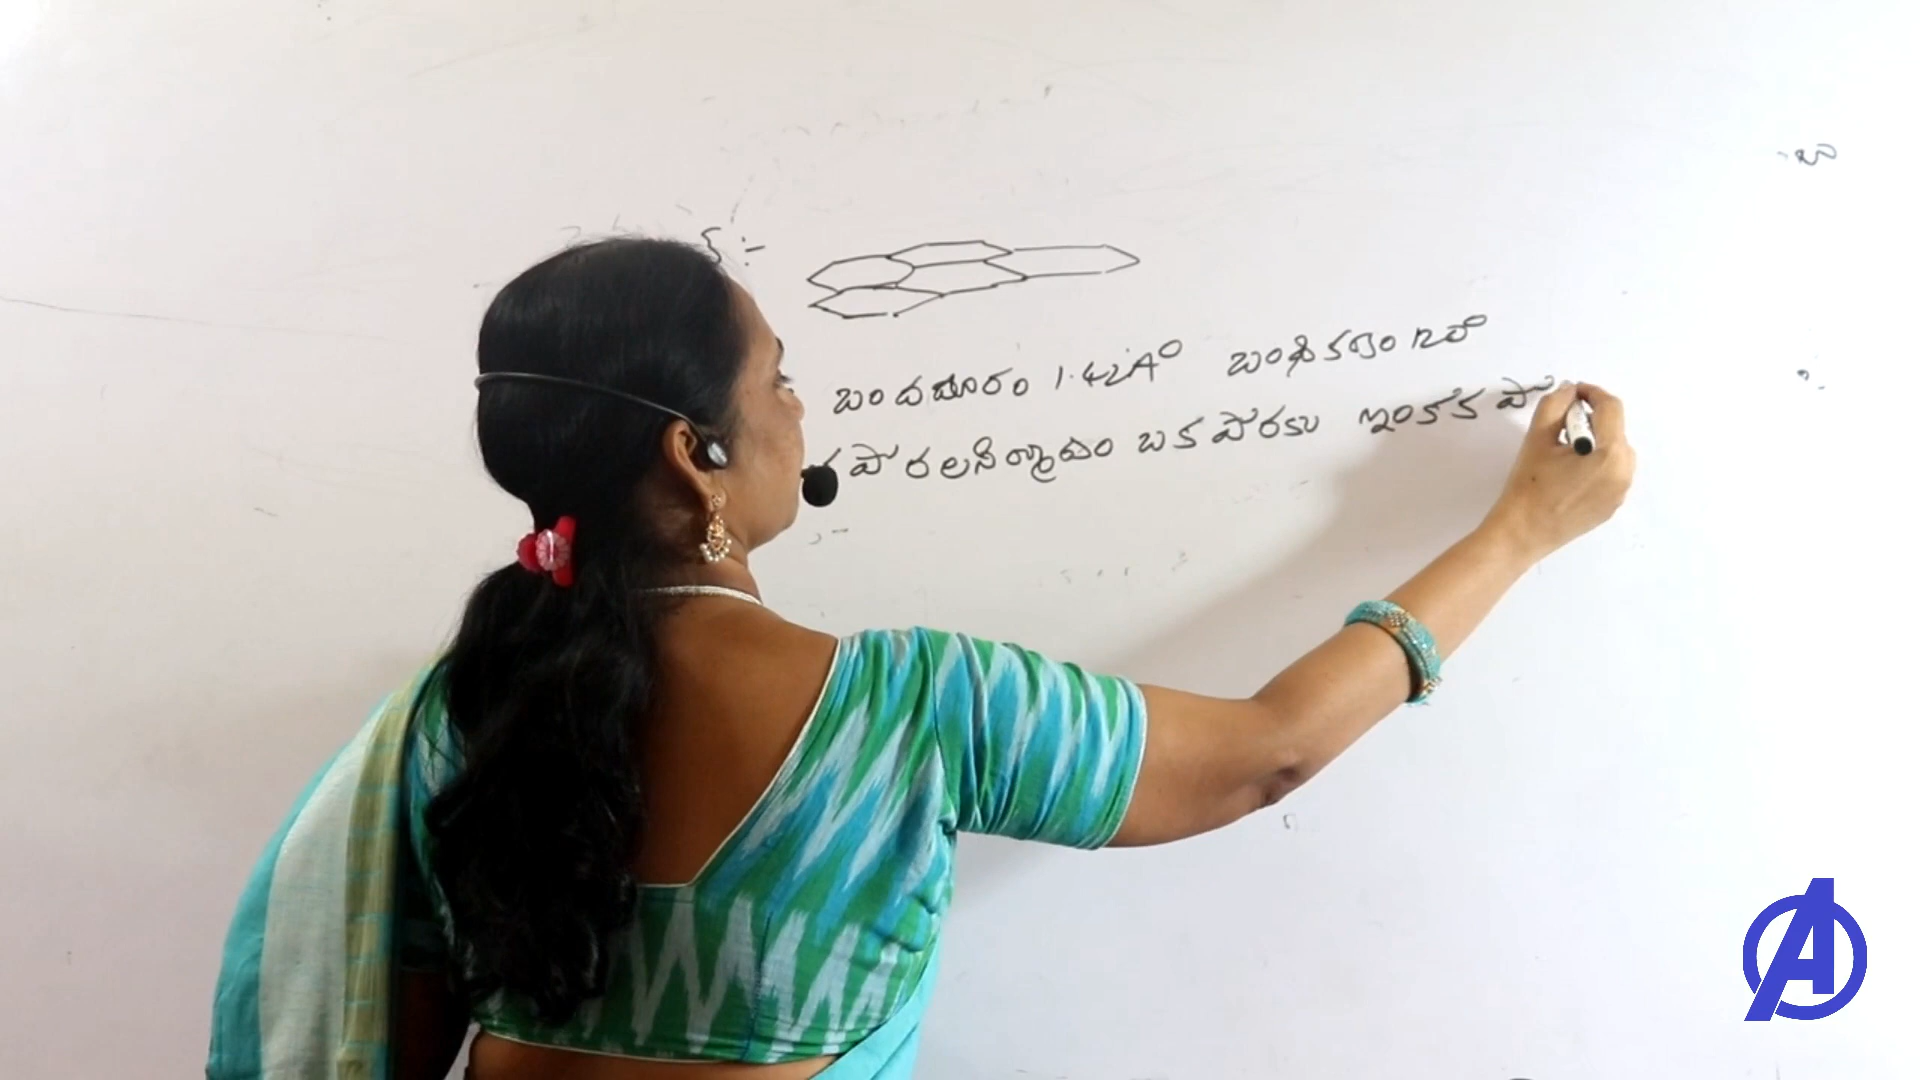 బంధదూరం 1.42A° బంధకోణం 120°
పొరలనిర్మాణం ఒక పొరకు ఇంకొక